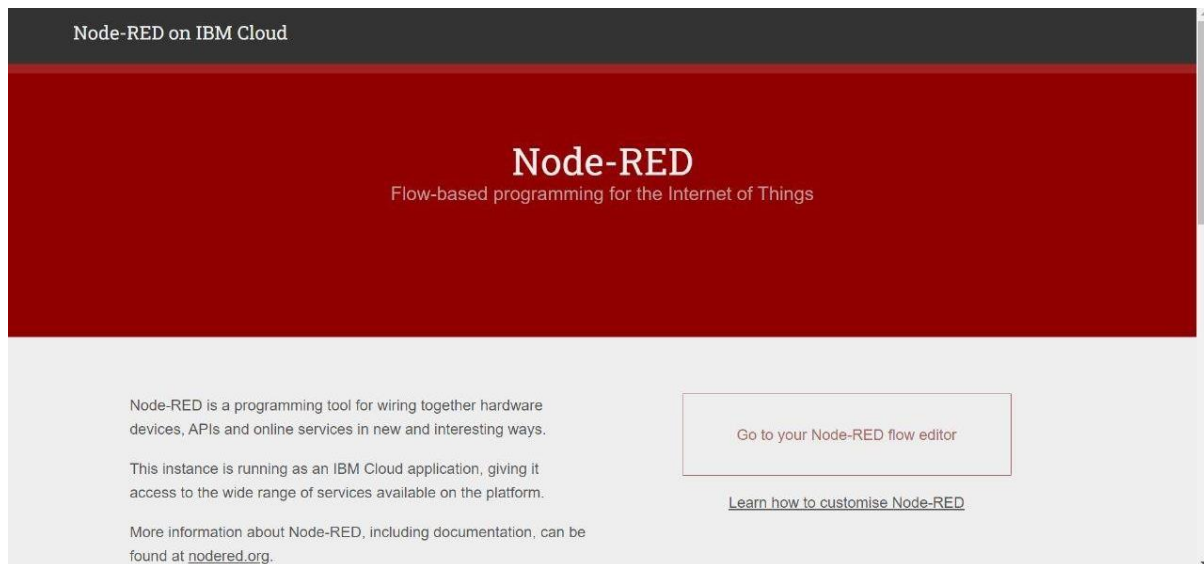 Node-RED on IBM Cloud
Node-RED
Flow-based programming for the Internet of Things
Node-RED is a programming tool for wiring together hardware
devices, APIs and online services in new and interesting ways.
This instance is running as an IBM Cloud application, giving it
access to the wide range of services available on the platform.
More information about Node-RED, including documentation, can be
found at nodered.org.
Go to your Node-RED flow editor
Learn how to customise Node-RED